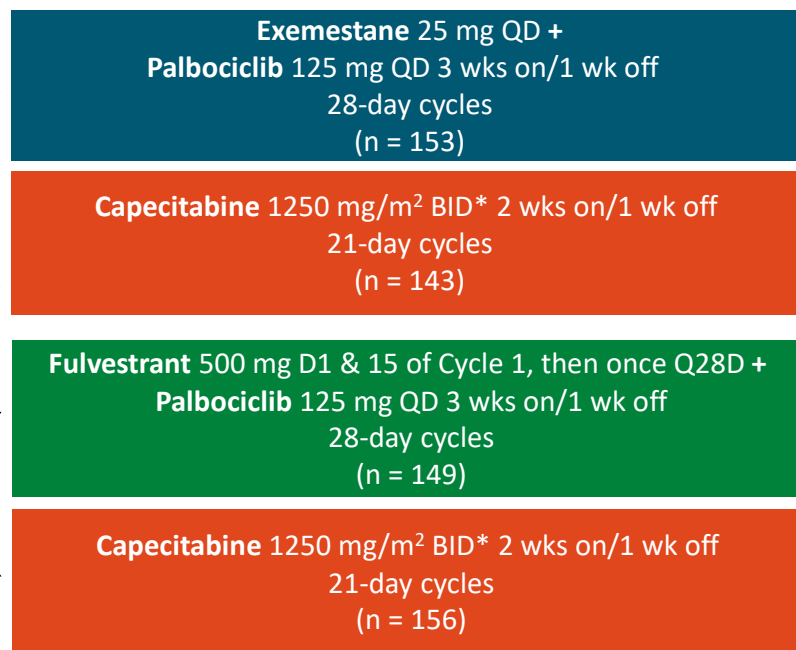 Exemestane 25 mg QD +
Palbociclib 125 mg QD 3 wks on/1 wk off
28-day cycles
(n = 153)
Capecitabine 1250 mg/m² BID* 2 wks on/1 wk off
21-day cycles
(n = 143)
Fulvestrant 500 mg D1 & 15 of Cycle 1, then once Q28D +
Palbociclib 125 mg QD 3 wks on/1 wk off
28-day cycles
(n = 149)
Capecitabine 1250 mg/m² BID* 2 wks on/1 wk off
21-day cycles
(n = 156)